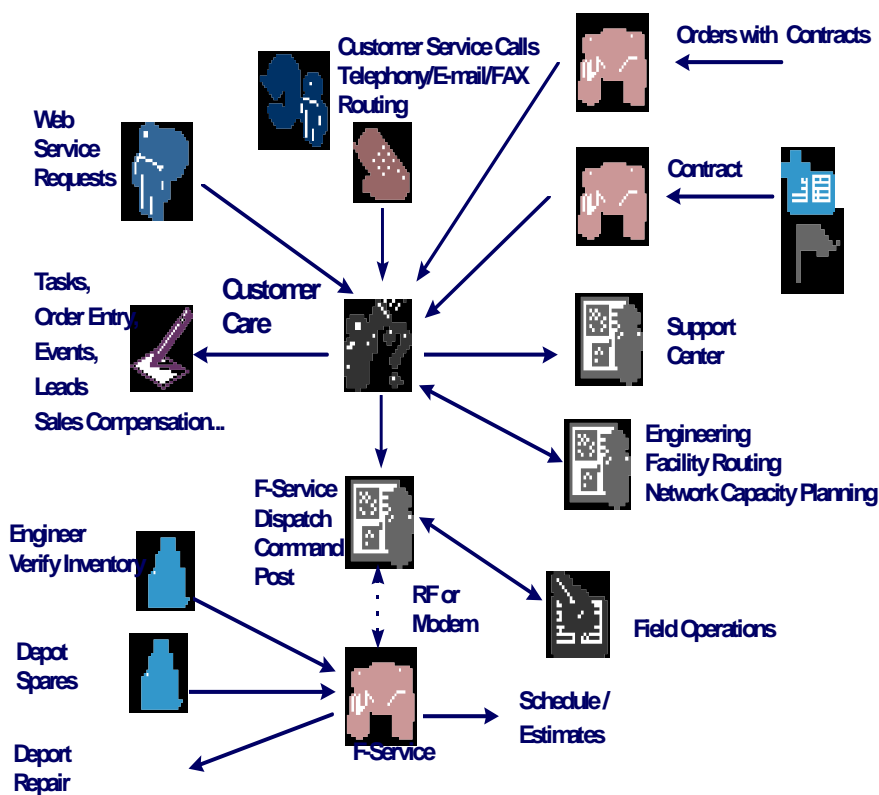 Customer Service Calls
Telephony/E-mail/FAX
Routing
Orders with Contracts
Web
Service
Requests
Contract
Tasks,
Order Entry,
Events,
Leads
Sales Compensation...
Customer
Care
Support
Center
Engineering
Facility Routing
Network Capacity Planning
F-Service
Dispatch
Command
Post
Engineer
Verify Inventory
RF or
Modem
Field Operations
Depot
Spares
Schedule /
Estimates
F-Service
Deport
Repair